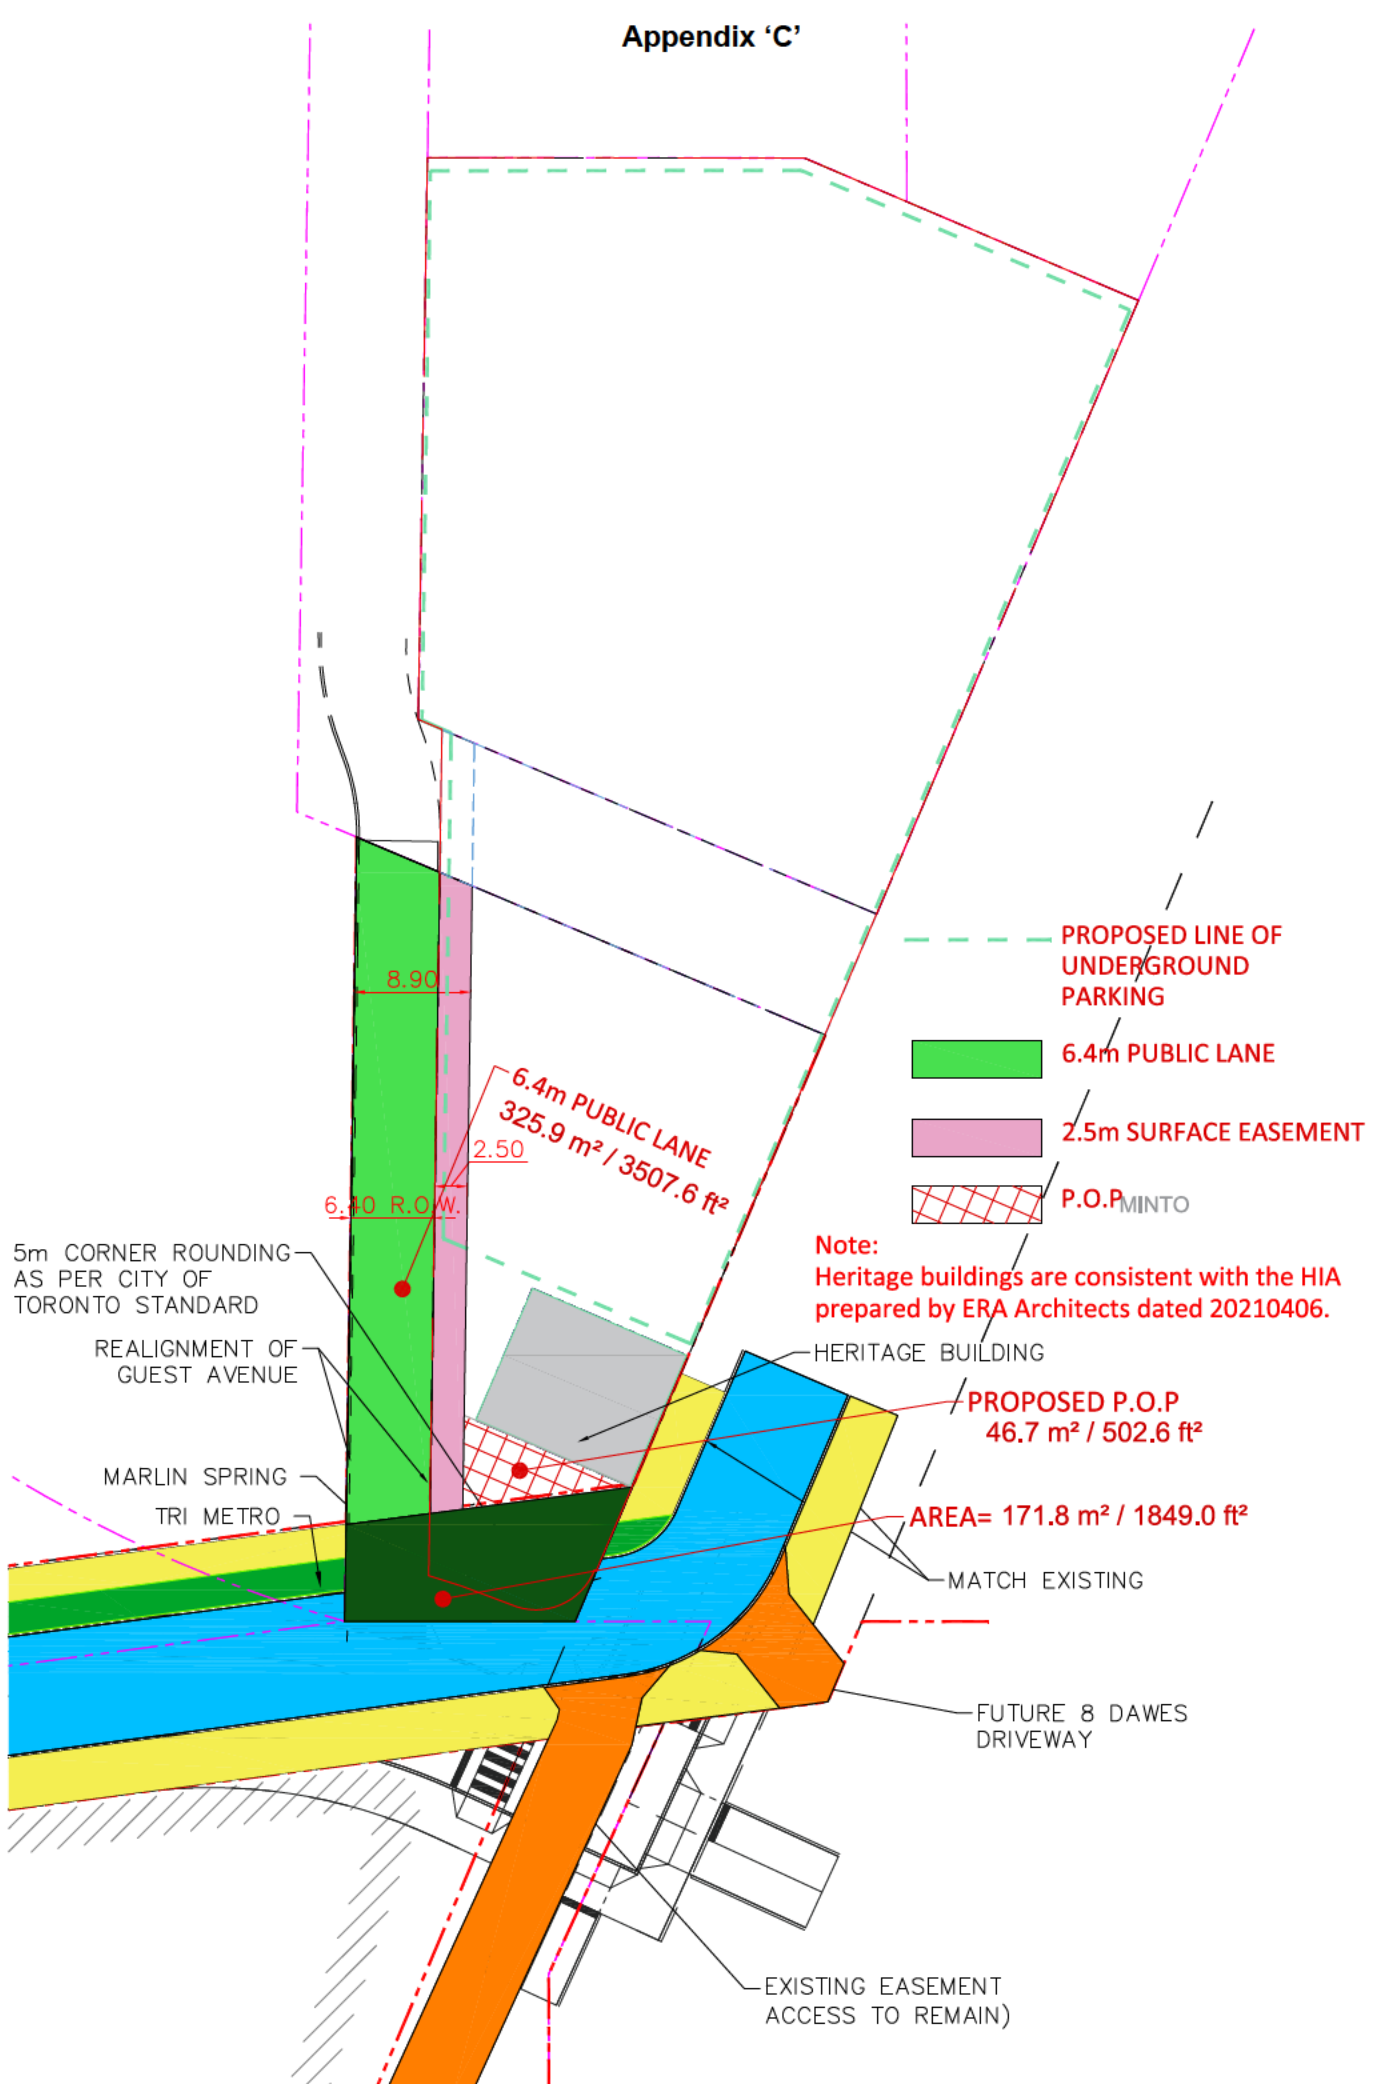 Appendix ‘C’
PROPOSED LINE OF
UNDERGROUND
PARKING
6.4m PUBLIC LANE
2.5m SURFACE EASEMENT
P.O.P
MINTO
Note:
Heritage buildings are consistent with the HIA
prepared by ERA Architects dated 20210406.
8.90
6.4m PUBLIC LANE
325.9 m² / 3507.6 ft²
2.50
6.40 R.O.W.
5m CORNER ROUNDING
AS PER CITY OF
TORONTO STANDARD
REALIGNMENT OF
GUEST AVENUE
MARLIN SPRING
TRI METRO
HERITAGE BUILDING
PROPOSED P.O.P
46.7 m² / 502.6 ft²
AREA= 171.8 m² / 1849.0 ft²
MATCH EXISTING
FUTURE 8 DAWES
DRIVEWAY
EXISTING EASEMENT
ACCESS TO REMAIN)